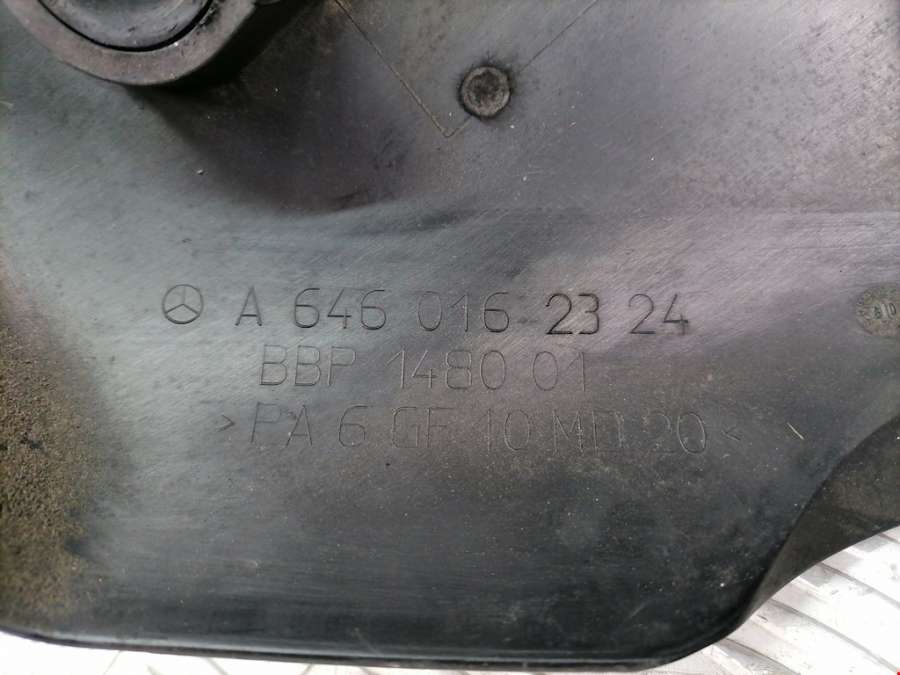 A 646 016 23 24
BBP 1480 01
>PA 6 GF 10 MD 20<